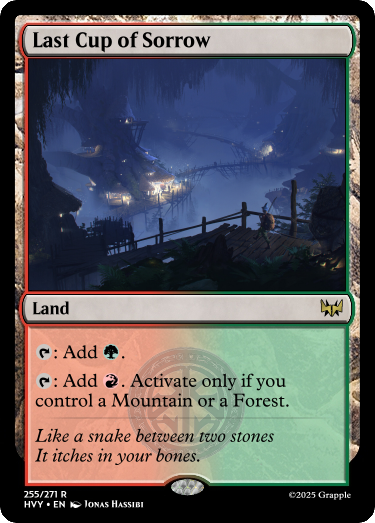 Last Cup of Sorrow
Land
: Add .
: Add . Activate only if you
control a Mountain or a Forest.
Like a snake between two stones
It itches in your bones.
255/271 R
HVY • EN Jonas Hassibi
©2025 Grapple